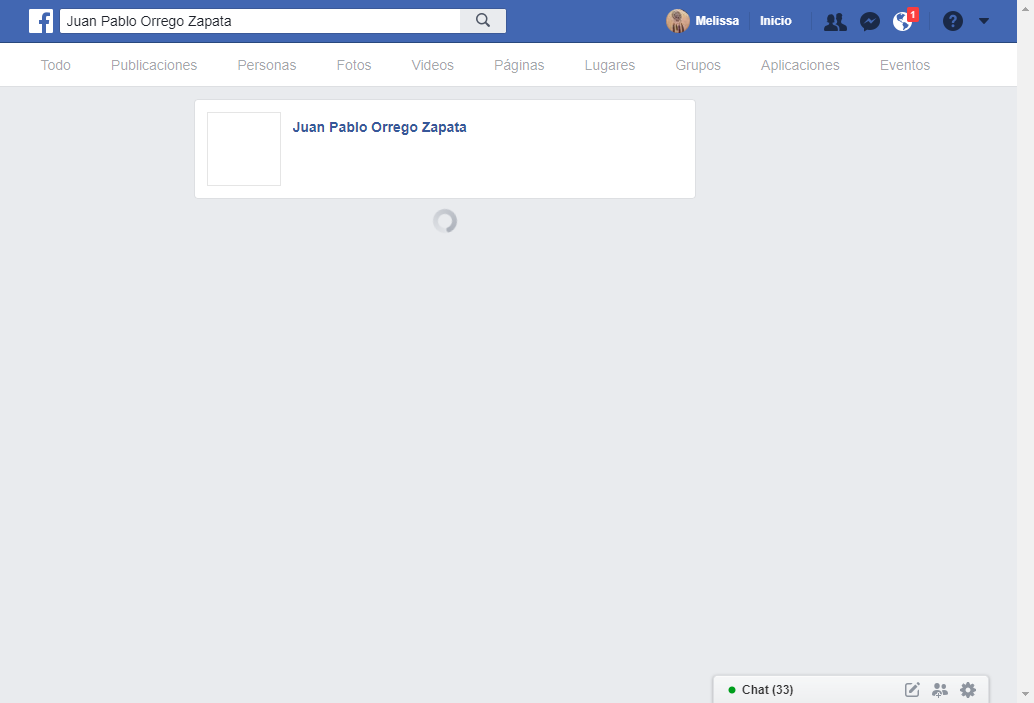 Juan Pablo Orrego Zapata
Melissa
Inicio
1
?
Todo
Publicaciones
Personas
Fotos
Videos
Páginas
Lugares
Grupos
Aplicaciones
Eventos
Juan Pablo Orrego Zapata
Chat (33)